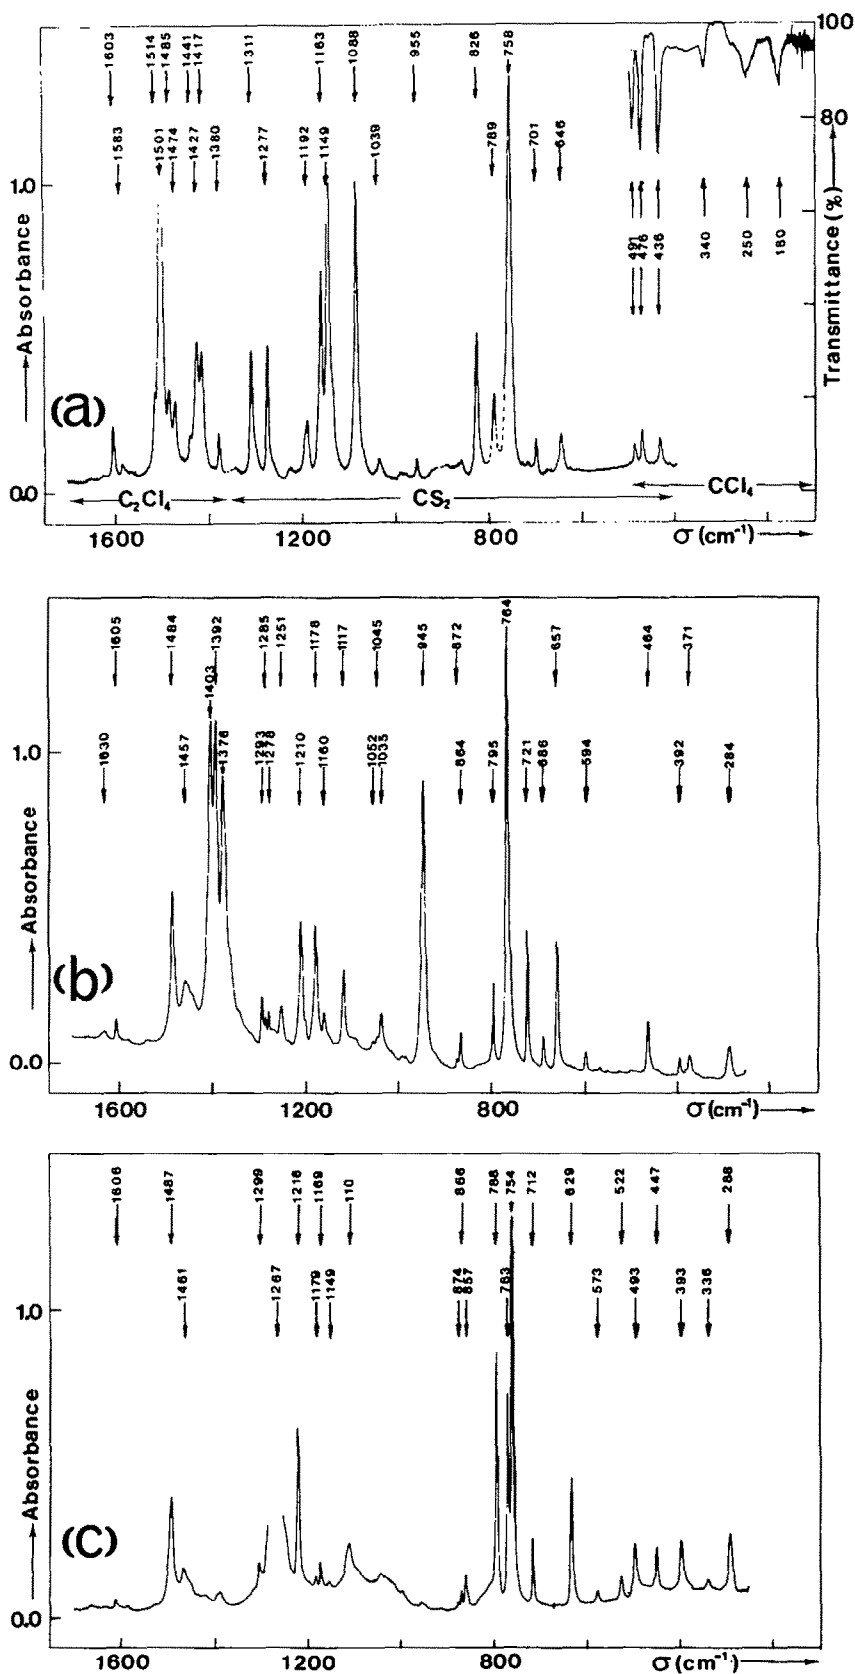 1603 1514 1485 1441 1417 1311 1163 1088 955 826 758 100
1583 1501 1474 1427 1380 1277 1192 1149 1039 789 701 646 80
491 476 436 340 250 180
1.0
Absorbance
Transmittance (%)
(a)
0.0
C₂Cl₄ CS₂ CCl₄
1600 1200 800 σ (cm⁻¹)
1605 1484 1392 1285 1251 1178 1117 1045 945 872 764 657 464 371
1403
1630 1457 1376 1293 1278 1210 1160 1052 1035 864 795 721 686 594 392 284
1.0
Absorbance
(b)
0.0
1600 1200 800 σ (cm⁻¹)
1606 1487 1299 1216 1169 110 866 788 754 712 629 522 447 288
1461 1267 1179 1149 874 857 763 573 493 393 336
1.0
Absorbance
(C)
0.0
1600 1200 800 σ (cm⁻¹)